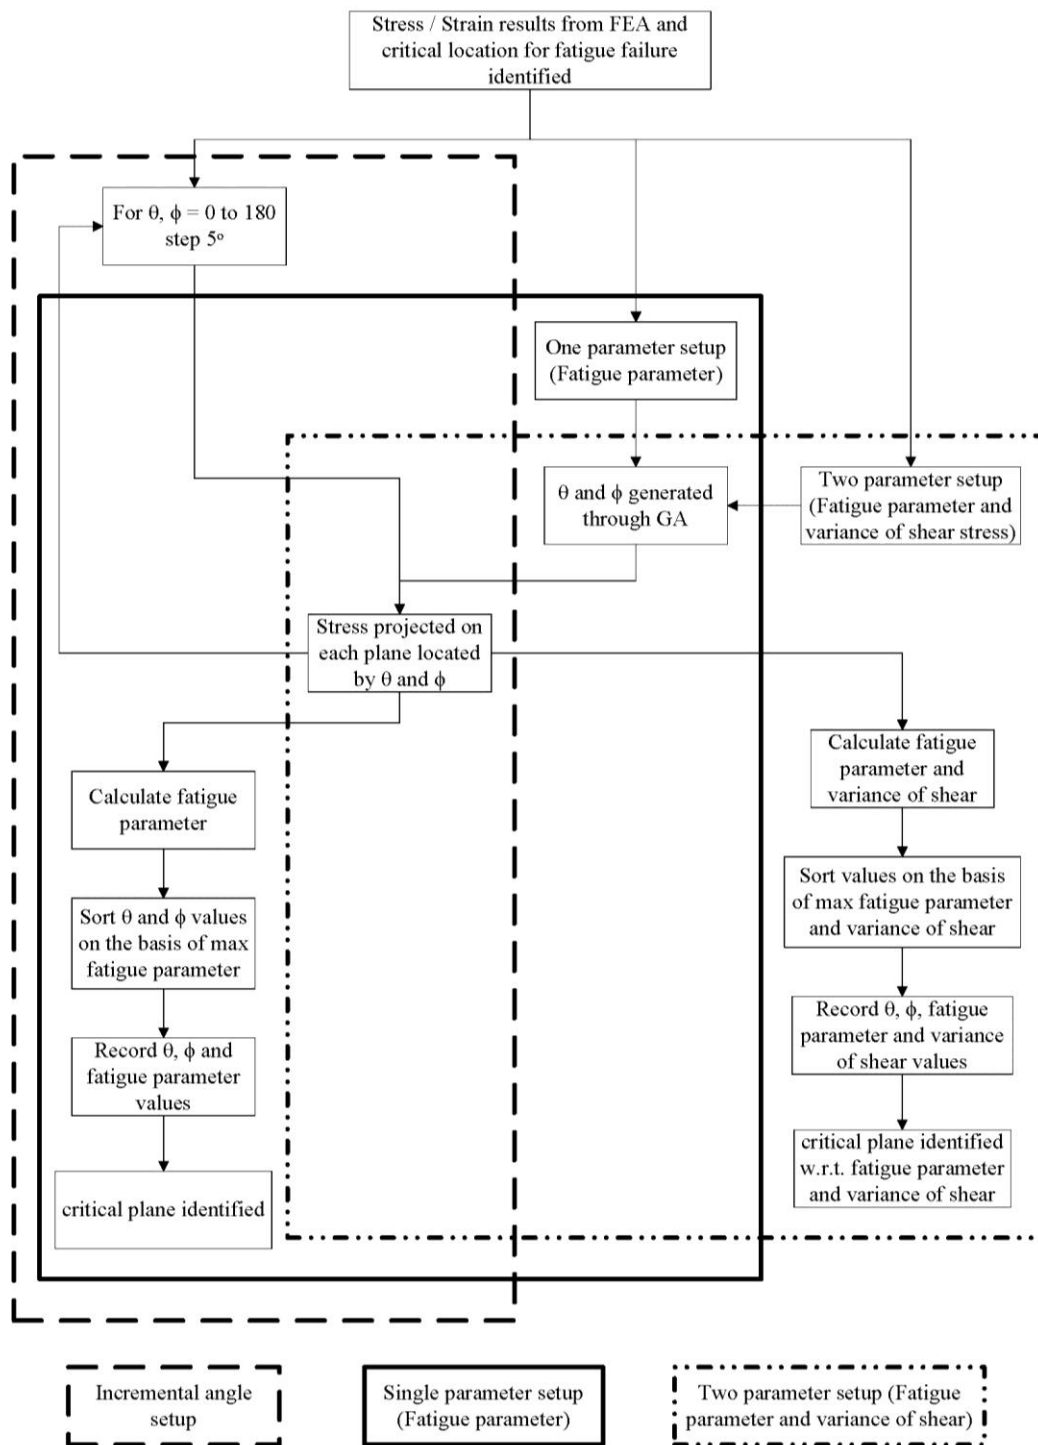 Stress / Strain results from FEA and
critical location for fatigue failure
identified
For θ, ϕ = 0 to 180
step 5º
One parameter setup
(Fatigue parameter)
θ and ϕ generated
through GA
Two parameter setup
(Fatigue parameter and
variance of shear stress)
Stress projected on
each plane located
by θ and ϕ
Calculate fatigue
parameter
Sort θ and ϕ values
on the basis of max
fatigue parameter
Record θ, ϕ and
fatigue parameter
values
critical plane identified
Calculate fatigue
parameter and
variance of shear
Sort values on the basis
of max fatigue parameter
and variance of shear
Record θ, ϕ, fatigue
parameter and variance
of shear values
critical plane identified
w.r.t. fatigue parameter
and variance of shear
Incremental angle
setup
Single parameter setup
(Fatigue parameter)
Two parameter setup (Fatigue
parameter and variance of shear)